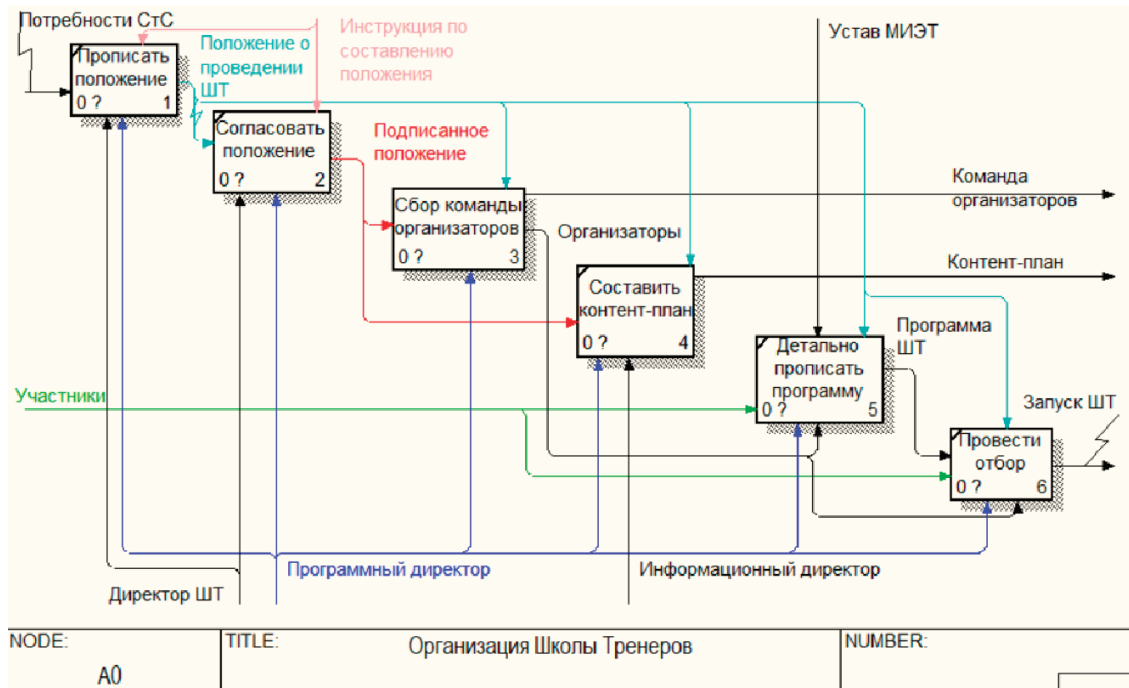 Потребности СтС
Инструкция по
составлению
положения
Устав МИЭТ
Прописать
положение
0 ? 1
Положение о
проведении
ШТ
Согласовать
положение
0 ? 2
Подписанное
положение
Сбор команды
организаторов
0 ? 3
Команда
организаторов
Организаторы
Контент-план
Составить
контент-план
0 ? 4
Программа
ШТ
Детально
прописать
программу
0 ? 5
Участники
Запуск ШТ
Провести
отбор
0 ? 6
Программный директор
Информационный директор
Директор ШТ
NODE:
A0
TITLE:
Организация Школы Тренеров
NUMBER: